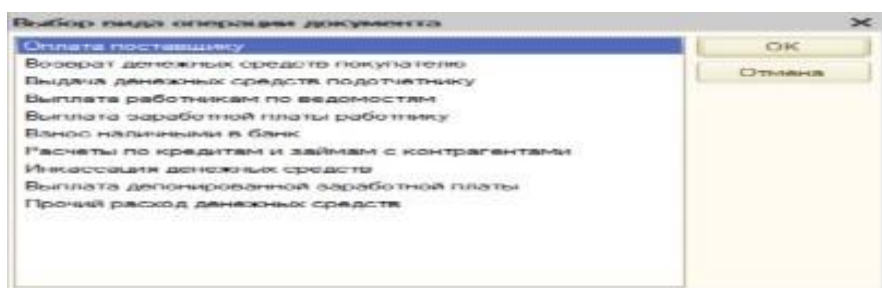 Выбор вида операции документа
Оплата поставщику
OK
Возврат денежных средств покупателю
Отмена
Выдача денежных средств подотчетнику
Выплата работникам по ведомостям
Выплата заработной платы работнику
Взнос наличными в банк
Расчеты по кредитам и займам с контрагентами
Инкассация денежных средств
Выплата депонированной заработной платы
Прочий расход денежных средств